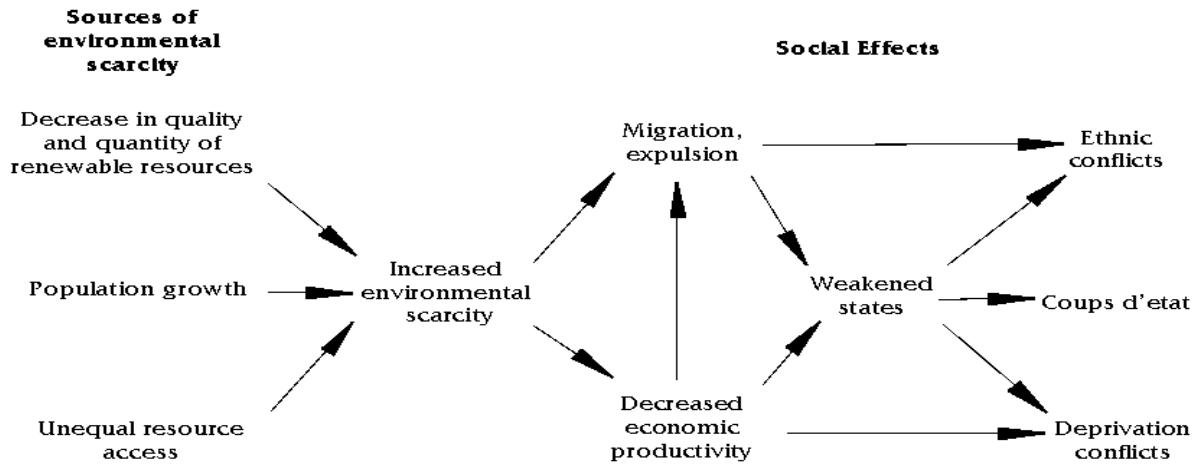 Sources of
environmental
scarcity
Social Effects
Decrease in quality
and quantity of
renewable resources
Migration,
expulsion
Ethnic
conflicts
Population growth
Increased
environmental
scarcity
Weakened
states
Coups d'etat
Unequal resource
access
Decreased
economic
productivity
Deprivation
conflicts